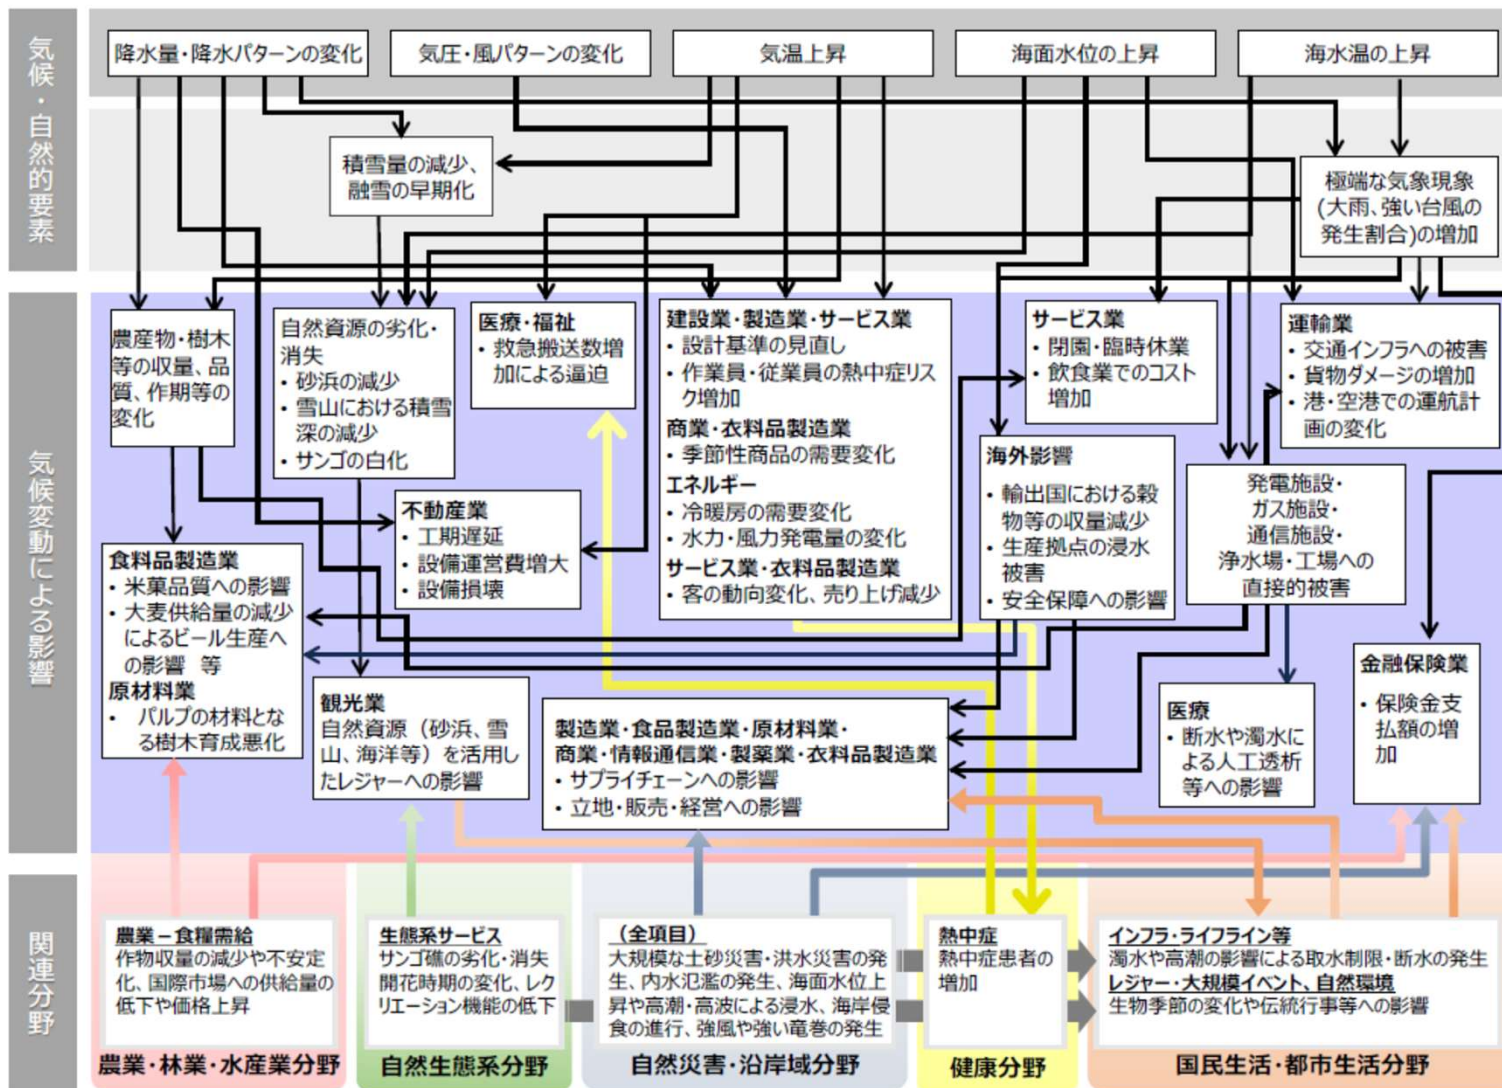 気候・自然的要素
降水量・降水パターンの変化
気圧・風パターンの変化
気温上昇
海面水位の上昇
海水温の上昇
積雪量の減少、
融雪の早期化
極端な気象現象
(大雨、強い台風の
発生割合)の増加
気候変動による影響
農産物・樹木
等の収量、品
質、作期等の
変化
自然資源の劣化・
消失
• 砂浜の減少
• 雪山における積雪
深の減少
• サンゴの白化
医療・福祉
• 救急搬送数増
加による逼迫
建設業・製造業・サービス業
• 設計基準の見直し
• 作業員・従業員の熱中症リス
ク増加
商業・衣料品製造業
• 季節性商品の需要変化
エネルギー
• 冷暖房の需要変化
• 水力・風力発電量の変化
サービス業・衣料品製造業
• 客の動向変化、売り上げ減少
サービス業
• 閉園・臨時休業
• 飲食業でのコスト
増加
運輸業
• 交通インフラへの被害
• 貨物ダメージの増加
• 港・空港での運航計
画の変化
海外影響
• 輸出国における穀
物等の収量減少
• 生産拠点の浸水
被害
• 安全保障への影響
発電施設・
ガス施設・
通信施設・
浄水場・工場への
直接的被害
不動産業
• 工期遅延
• 設備運営費増大
• 設備損壊
食料品製造業
• 米菓品質への影響
• 大麦供給量の減少
によるビール生産へ
の影響 等
原材料業
• パルプの材料とな
る樹木育成悪化
観光業
自然資源（砂浜、雪
山、海洋等）を活用し
たレジャーへの影響
製造業・食品製造業・原材料業・
商業・情報通信業・製薬業・衣料品製造業
• サプライチェーンへの影響
• 立地・販売・経営への影響
医療
• 断水や濁水に
よる人工透析
等への影響
金融保険業
• 保険金支
払額の増
加
関連分野
農業－食糧需給
作物収量の減少や不安定
化、国際市場への供給量の
低下や価格上昇
農業・林業・水産業分野
生態系サービス
サンゴ礁の劣化・消失
開花時期の変化、レク
リエーション機能の低下
自然生態系分野
（全項目）
大規模な土砂災害・洪水災害の発
生、内水氾濫の発生、海面水位上
昇や高潮・高波による浸水、海岸侵
食の進行、強風や強い竜巻の発生
自然災害・沿岸域分野
熱中症
熱中症患者の
増加
健康分野
インフラ・ライフライン等
濁水や高潮の影響による取水制限・断水の発生
レジャー・大規模イベント、自然環境
生物季節の変化や伝統行事等への影響
国民生活・都市生活分野